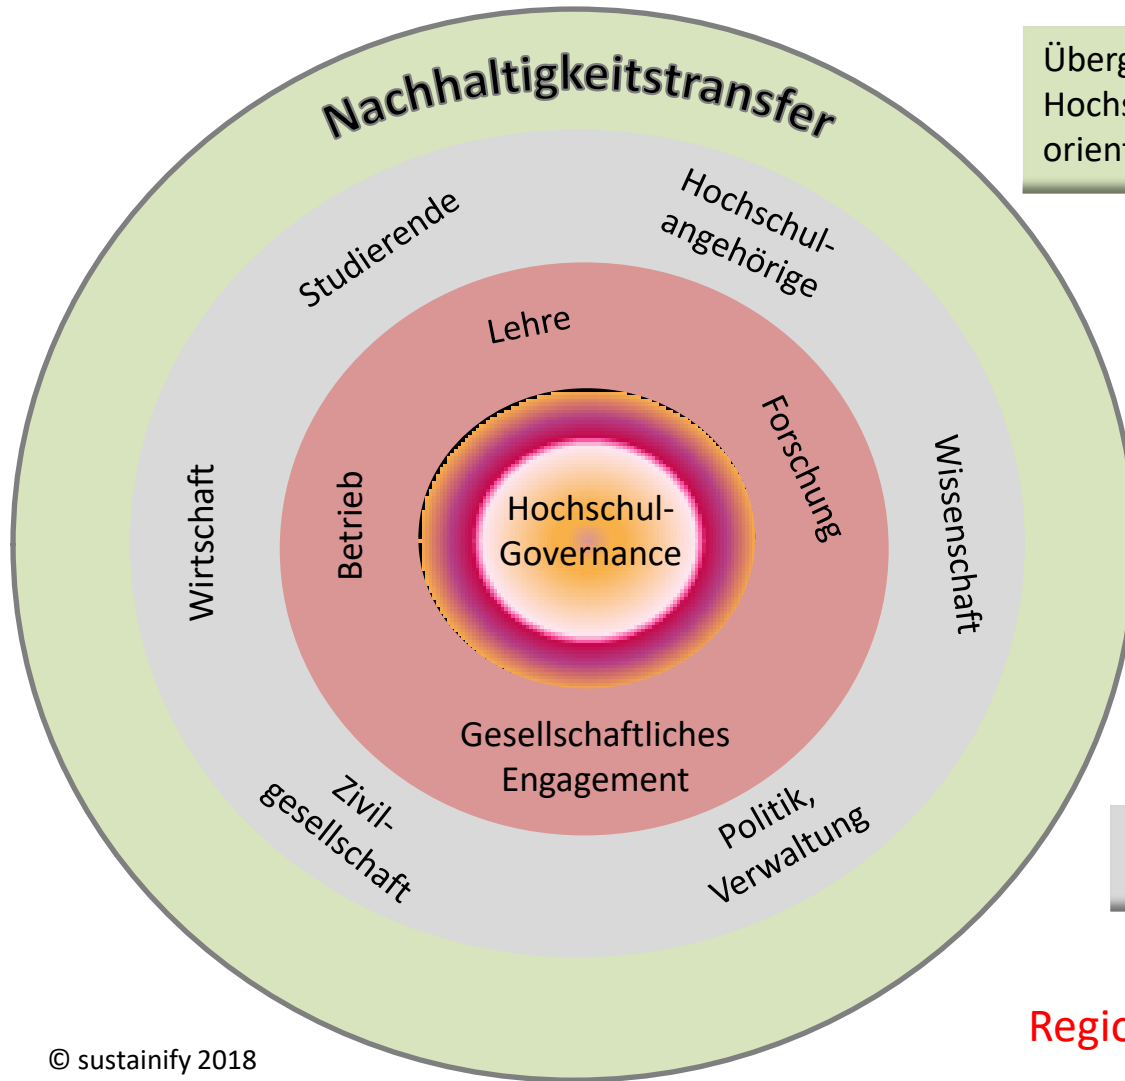 Nachhaltigkeitstransfer
Studierende
Hochschul-
angehörige
Lehre
Forschung
Wissenschaft
Wirtschaft
Betrieb
Hochschul-
Governance
Gesellschaftliches
Engagement
Zivil-
gesellschaft
Politik,
Verwaltung
© sustainify 2018